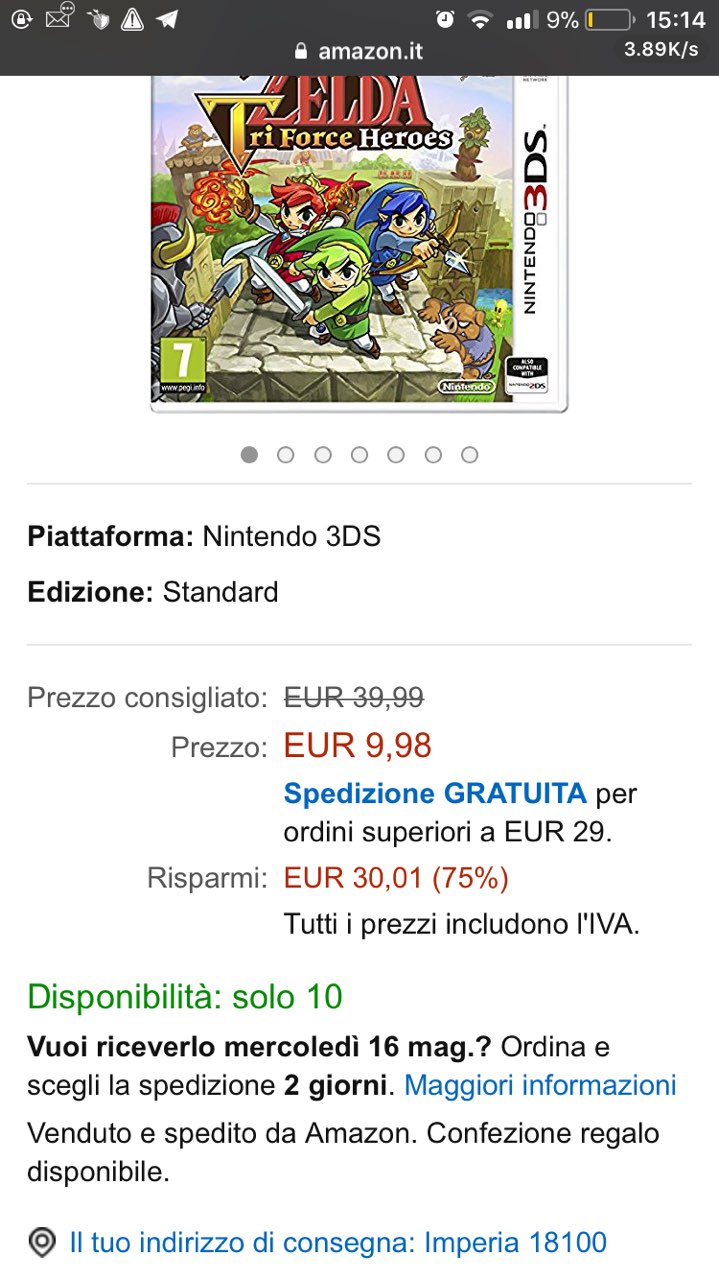 9% 15:14
amazon.it 3.89K/s
ZELDA
NETWORK
Tri Force Heroes
NINTENDO 3DS
7
www.pegi.info
Nintendo
ALSO
COMPATIBLE
WITH
NINTENDO 2DS
Piattaforma: Nintendo 3DS
Edizione: Standard
Prezzo consigliato: EUR 39,99
Prezzo: EUR 9,98
Spedizione GRATUITA per
ordini superiori a EUR 29.
Risparmi: EUR 30,01 (75%)
Tutti i prezzi includono l'IVA.
Disponibilità: solo 10
Vuoi riceverlo mercoledì 16 mag.? Ordina e
scegli la spedizione 2 giorni. Maggiori informazioni
Venduto e spedito da Amazon. Confezione regalo
disponibile.
Il tuo indirizzo di consegna: Imperia 18100